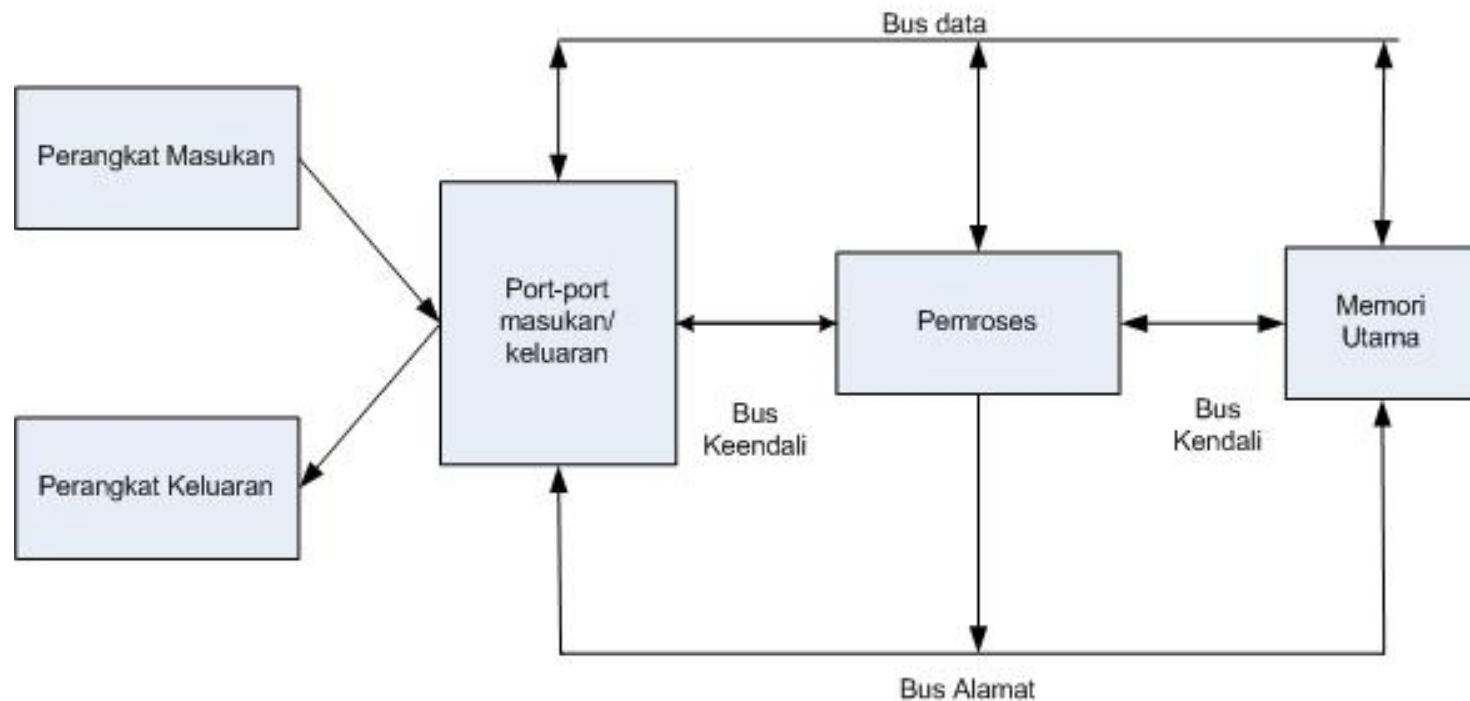 Bus data
Perangkat Masukan
Port-port
masukan/
keluaran
Pemroses
Memori
Utama
Bus
Keendali
Bus
Kendali
Perangkat Keluaran
Bus Alamat